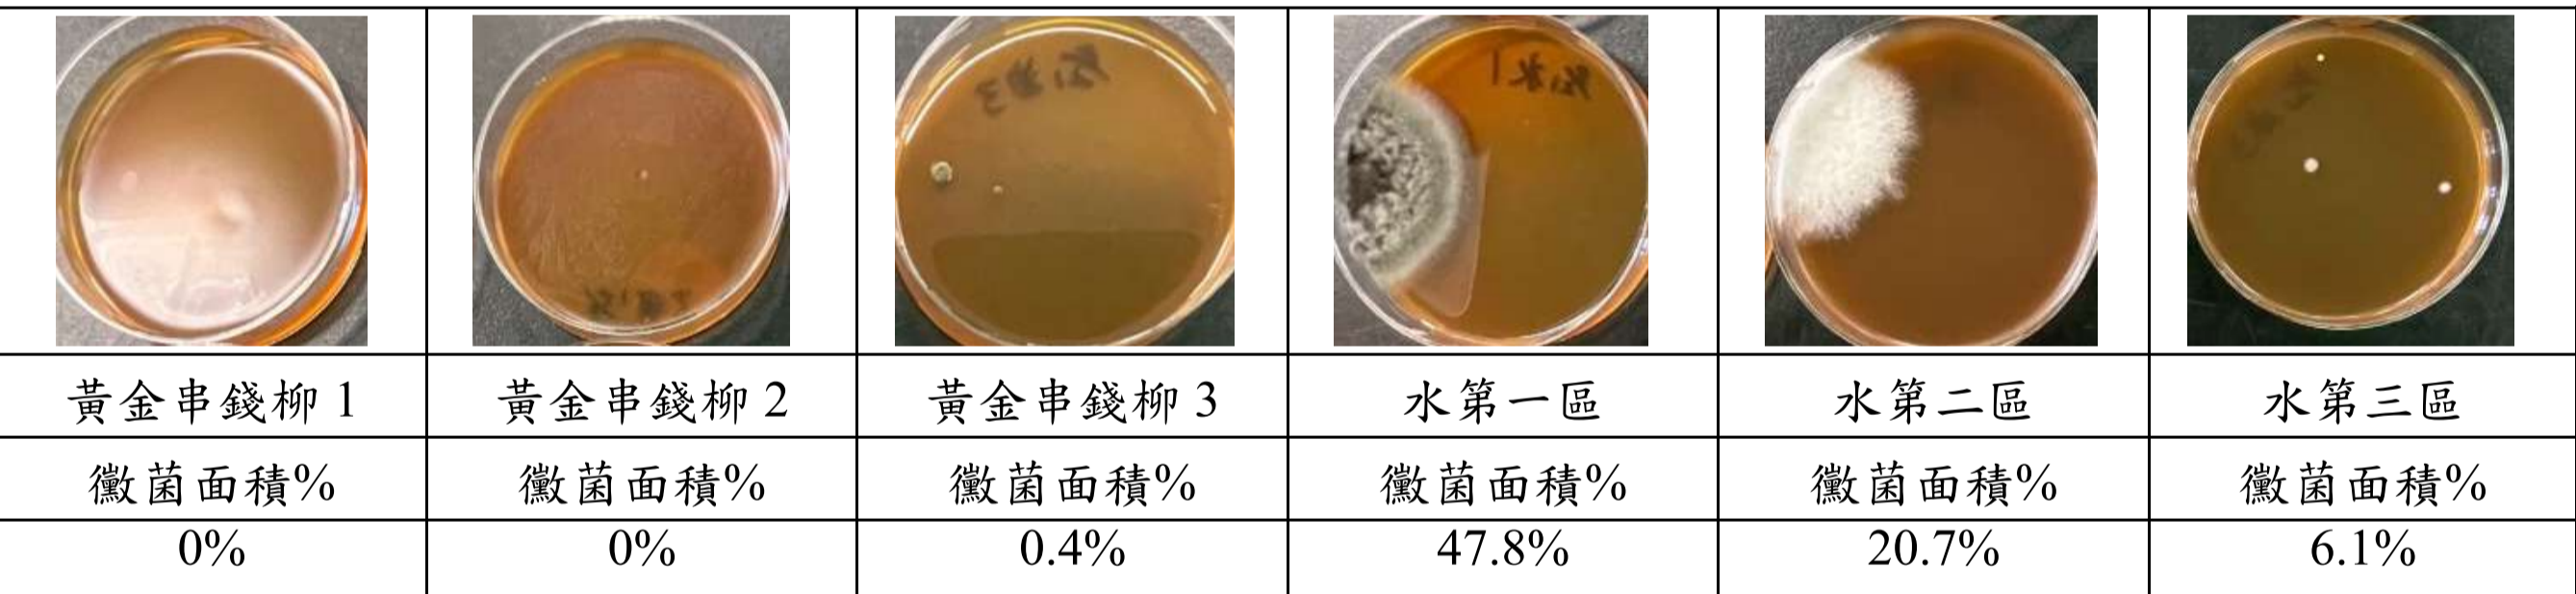 黃金串錢柳 1
黃金串錢柳 2
黃金串錢柳 3
水第一區
水第二區
水第三區
黴菌面積%
黴菌面積%
黴菌面積%
黴菌面積%
黴菌面積%
黴菌面積%
0%
0%
0.4%
47.8%
20.7%
6.1%